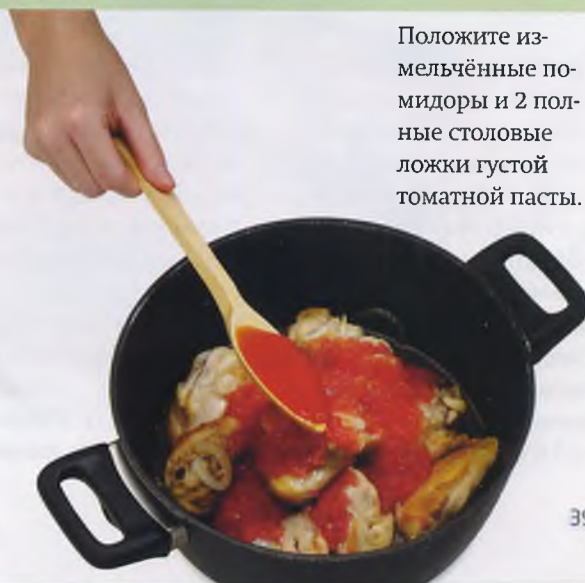 Положите из-
мельчённые по-
мидоры и 2 пол-
ные столовые
ложки густой
томатной пасты.